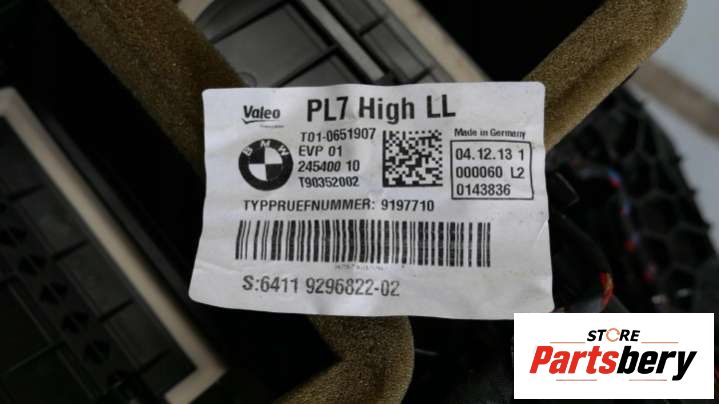 Valeo
PL7 High LL
T01-0651907
BMW
EVP 01
245400 10
T90352002
Made in Germany
04.12.13 1
000060 L2
0143836
TYPPRUEFNUMMER: 9197710
S:6411 9296822-02
STORE
Partsbery